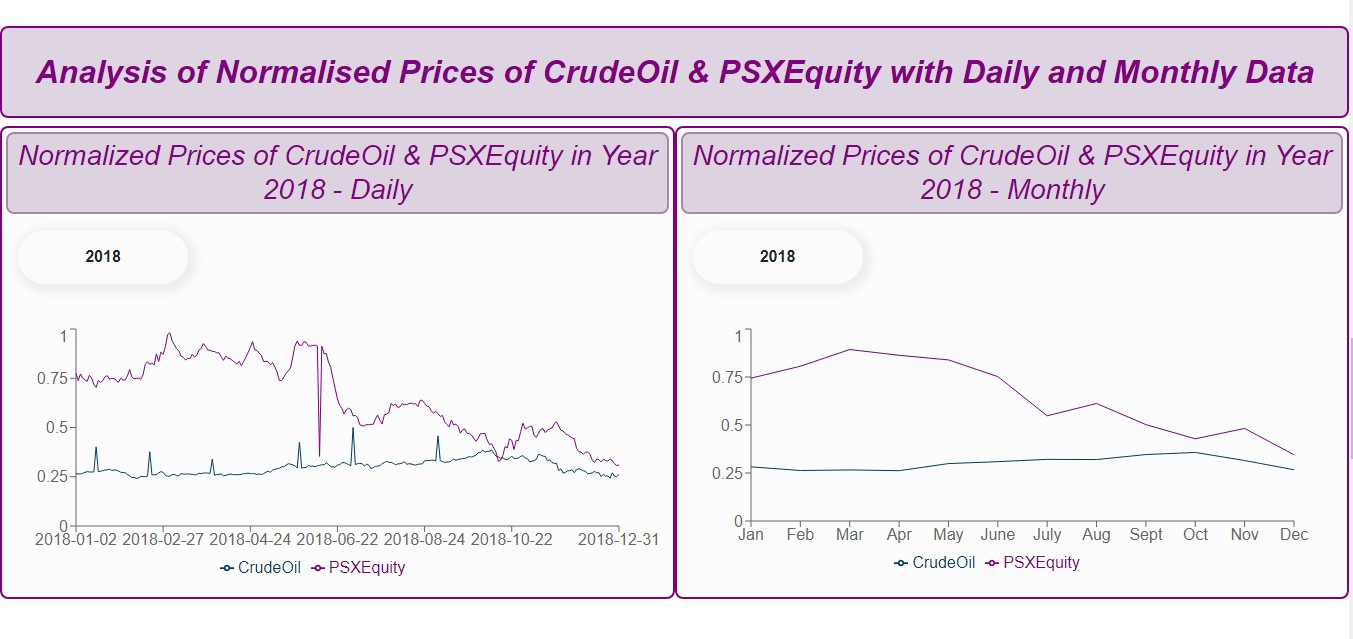 Analysis of Normalised Prices of CrudeOil & PSXEquity with Daily and Monthly Data
Normalized Prices of CrudeOil & PSXEquity in Year
2018 - Daily
2018
1
0.75
0.5
0.25
0
2018-01-02 2018-02-27 2018-04-24 2018-06-22 2018-08-24 2018-10-22 2018-12-31
CrudeOil PSXEquity
Normalized Prices of CrudeOil & PSXEquity in Year
2018 - Monthly
2018
1
0.75
0.5
0.25
0
Jan Feb Mar Apr May June July Aug Sept Oct Nov Dec
CrudeOil PSXEquity